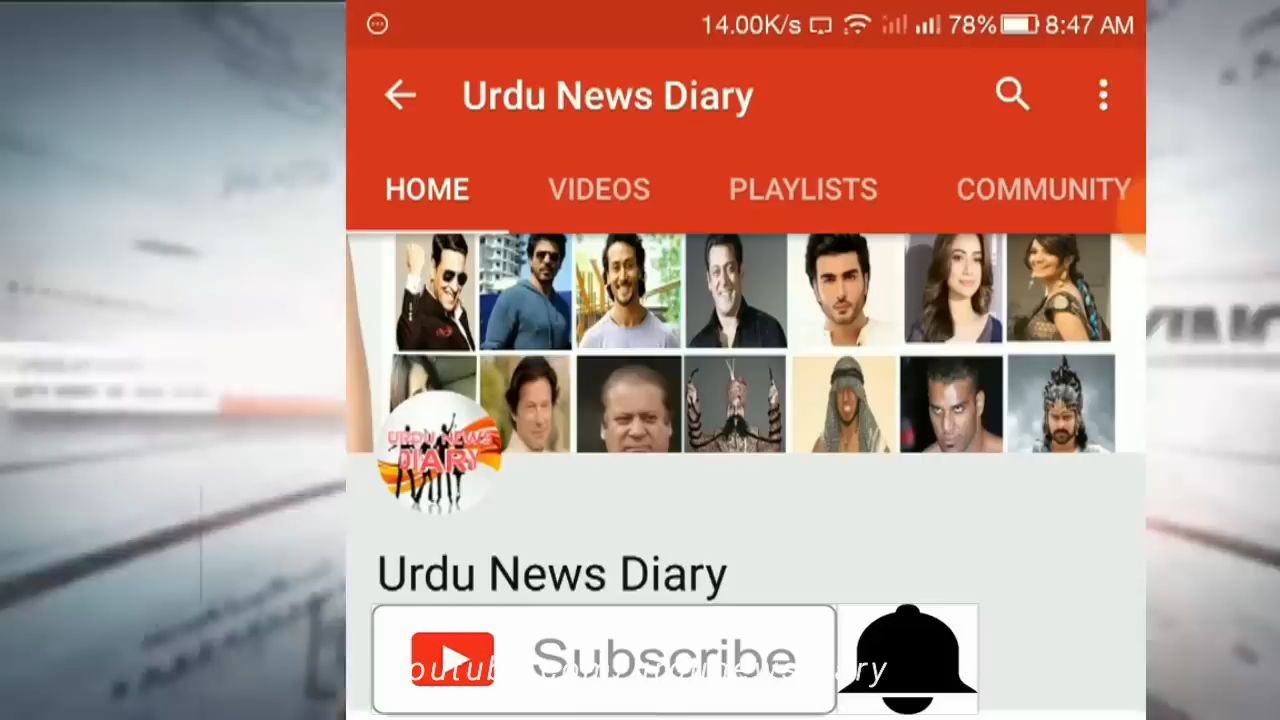 14.00K/s 78% 8:47 AM
Urdu News Diary
HOME VIDEOS PLAYLISTS COMMUNITY
URDU NEWS
DIARY
Urdu News Diary
Subscribe